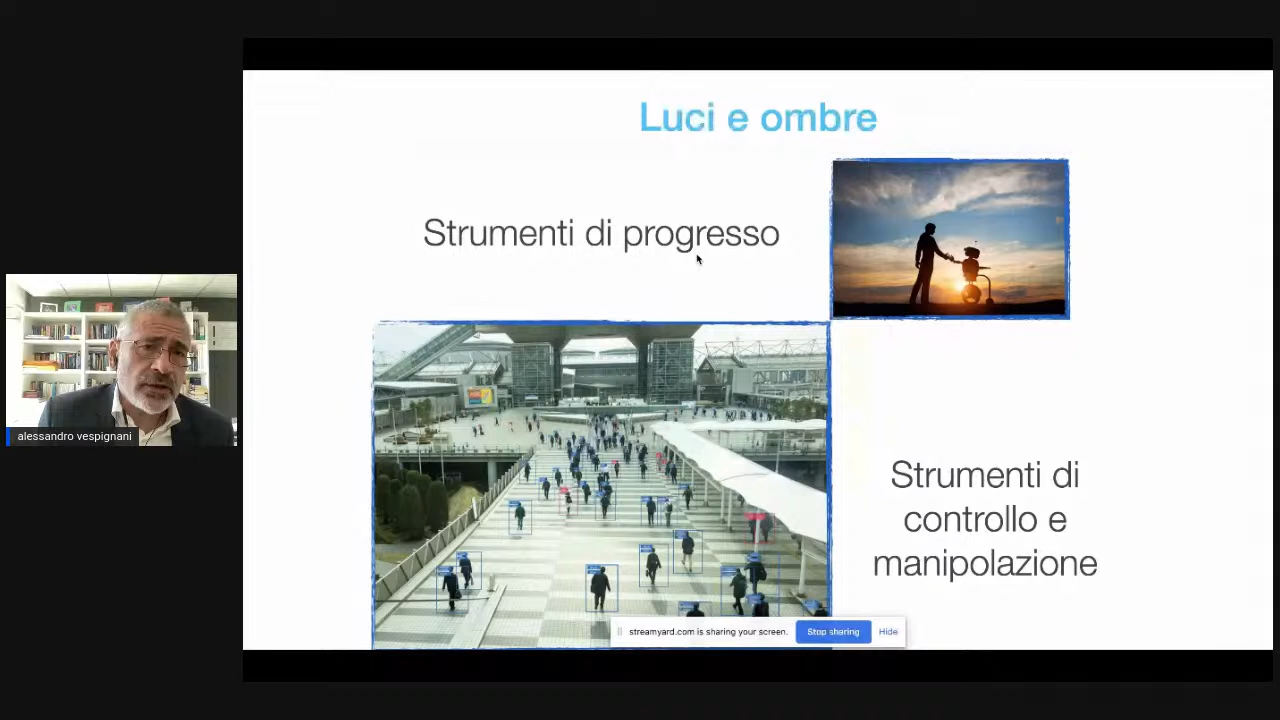 Luci e ombre
Strumenti di progresso
alessandro vespignani
Strumenti di
controllo e
manipolazione
streamyard.com is sharing your screen.
Stop sharing
Hide